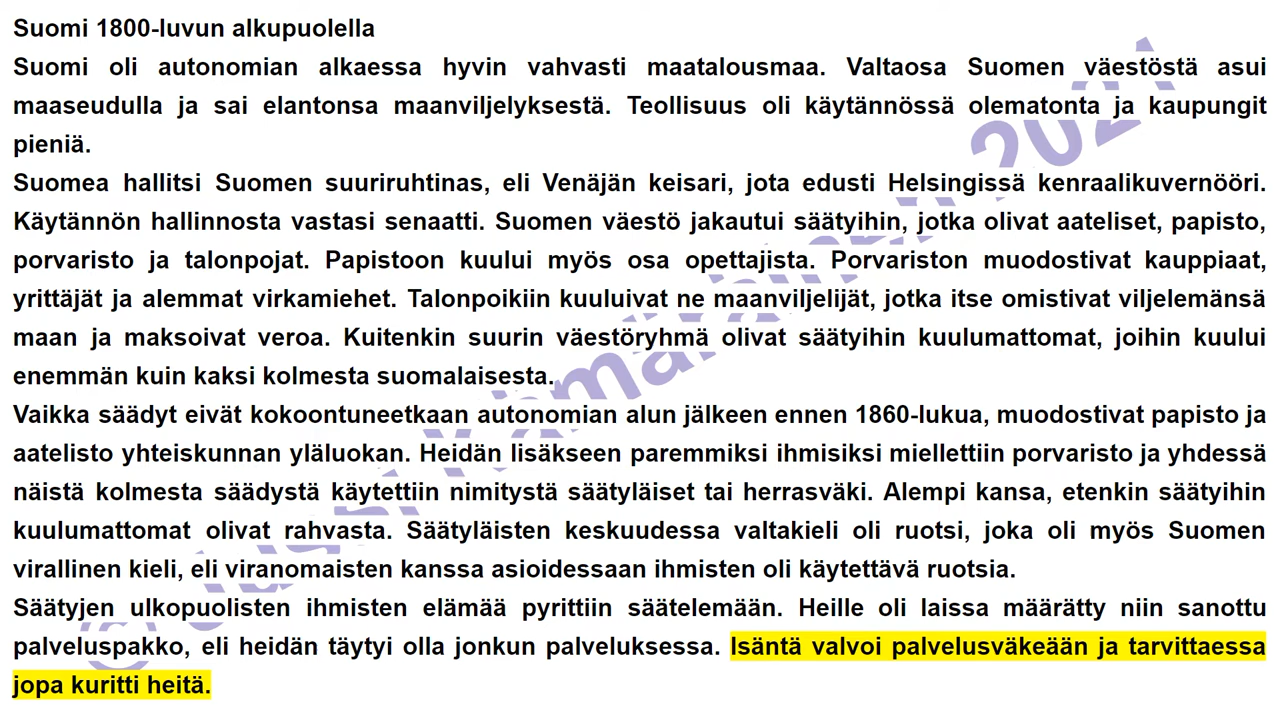 Suomi 1800-luvun alkupuolella
Suomi oli autonomian alkaessa hyvin vahvasti maatalousmaa. Valtaosa Suomen väestöstä asui
maaseudulla ja sai elantonsa maanviljelyksestä. Teollisuus oli käytännössä olematonta ja kaupungit
pieniä.
Suomea hallitsi Suomen suuriruhtinas, eli Venäjän keisari, jota edusti Helsingissä kenraalikuvernööri.
Käytännön hallinnosta vastasi senaatti. Suomen väestö jakautui säätyihin, jotka olivat aateliset, papisto,
porvaristo ja talonpojat. Papistoon kuului myös osa opettajista. Porvariston muodostivat kauppiaat,
yrittäjät ja alemmat virkamiehet. Talonpoikiin kuuluivat ne maanviljelijät, jotka itse omistivat viljelemänsä
maan ja maksoivat veroa. Kuitenkin suurin väestöryhmä olivat säätyihin kuulumattomat, joihin kuului
enemmän kuin kaksi kolmesta suomalaisesta.
Vaikka säädyt eivät kokoontuneetkaan autonomian alun jälkeen ennen 1860-lukua, muodostivat papisto ja
aatelisto yhteiskunnan yläluokan. Heidän lisäkseen paremmiksi ihmisiksi miellettiin porvaristo ja yhdessä
näistä kolmesta säädystä käytettiin nimitystä säätyläiset tai herrasväki. Alempi kansa, etenkin säätyihin
kuulumattomat olivat rahvasta. Säätyläisten keskuudessa valtakieli oli ruotsi, joka oli myös Suomen
virallinen kieli, eli viranomaisten kanssa asioidessaan ihmisten oli käytettävä ruotsia.
Säätyjen ulkopuolisten ihmisten elämää pyrittiin säätelemään. Heille oli laissa määrätty niin sanottu
palveluspakko, eli heidän täytyi olla jonkun palveluksessa. Isäntä valvoi palvelusväkeään ja tarvittaessa
jopa kuritti heitä.